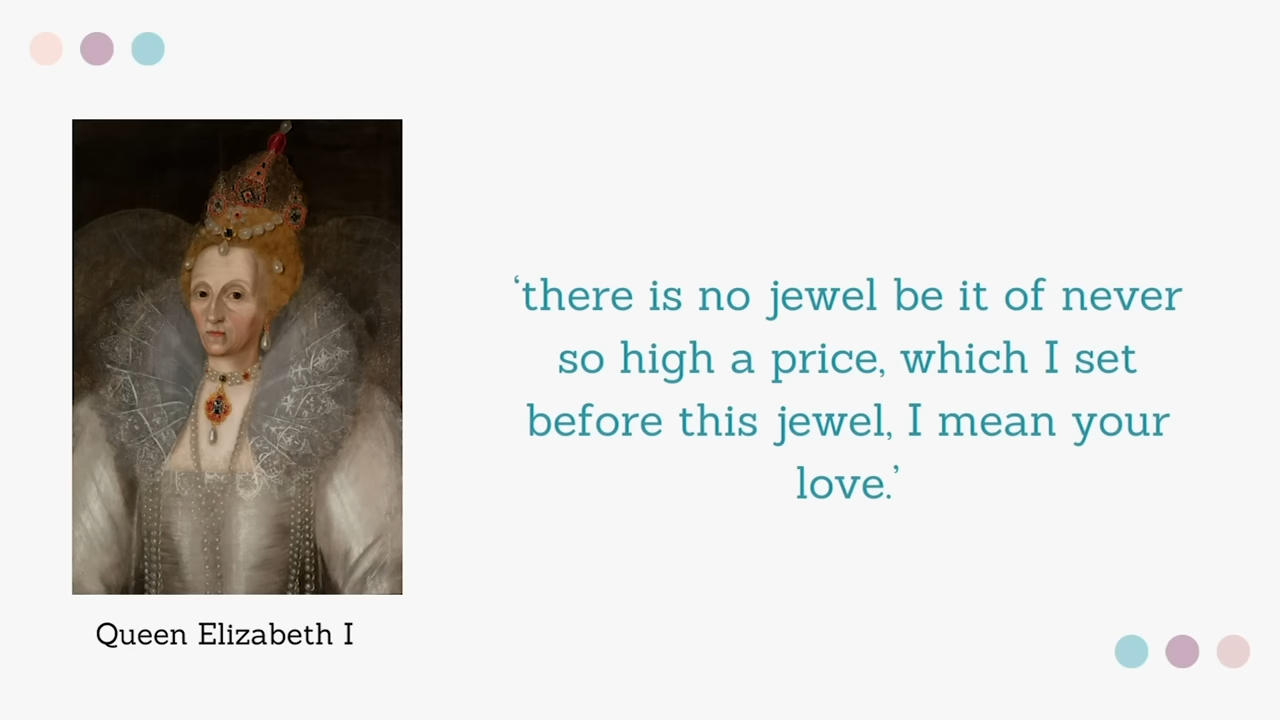 ‘there is no jewel be it of never
so high a price, which I set
before this jewel, I mean your
love.’
Queen Elizabeth I